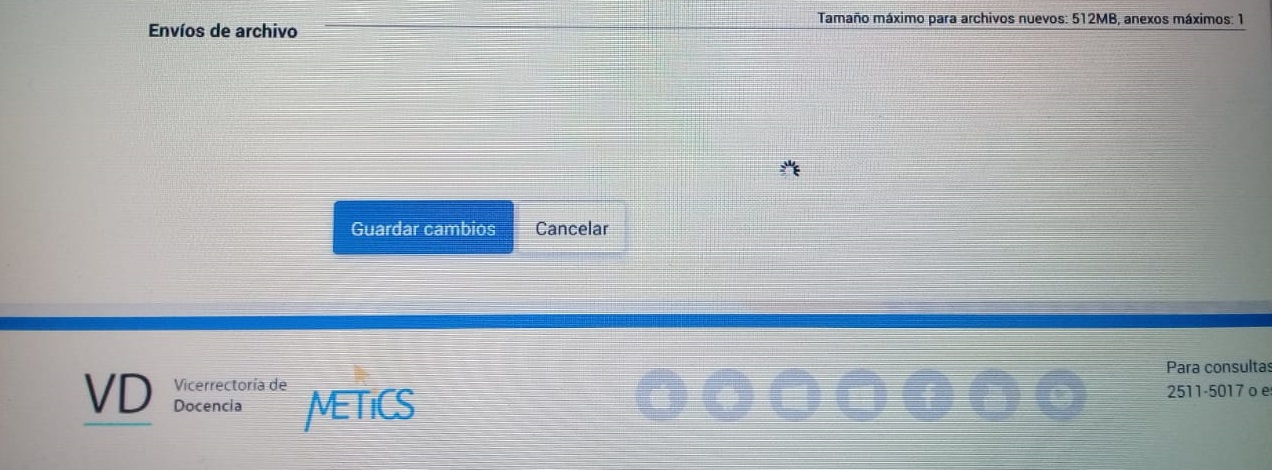 Tamaño máximo para archivos nuevos: 512MB, anexos máximos: 1
Envíos de archivo
Guardar cambios
Cancelar
VD
Vicerrectoría de
Docencia
METiCS
Para consultas
2511-5017 o